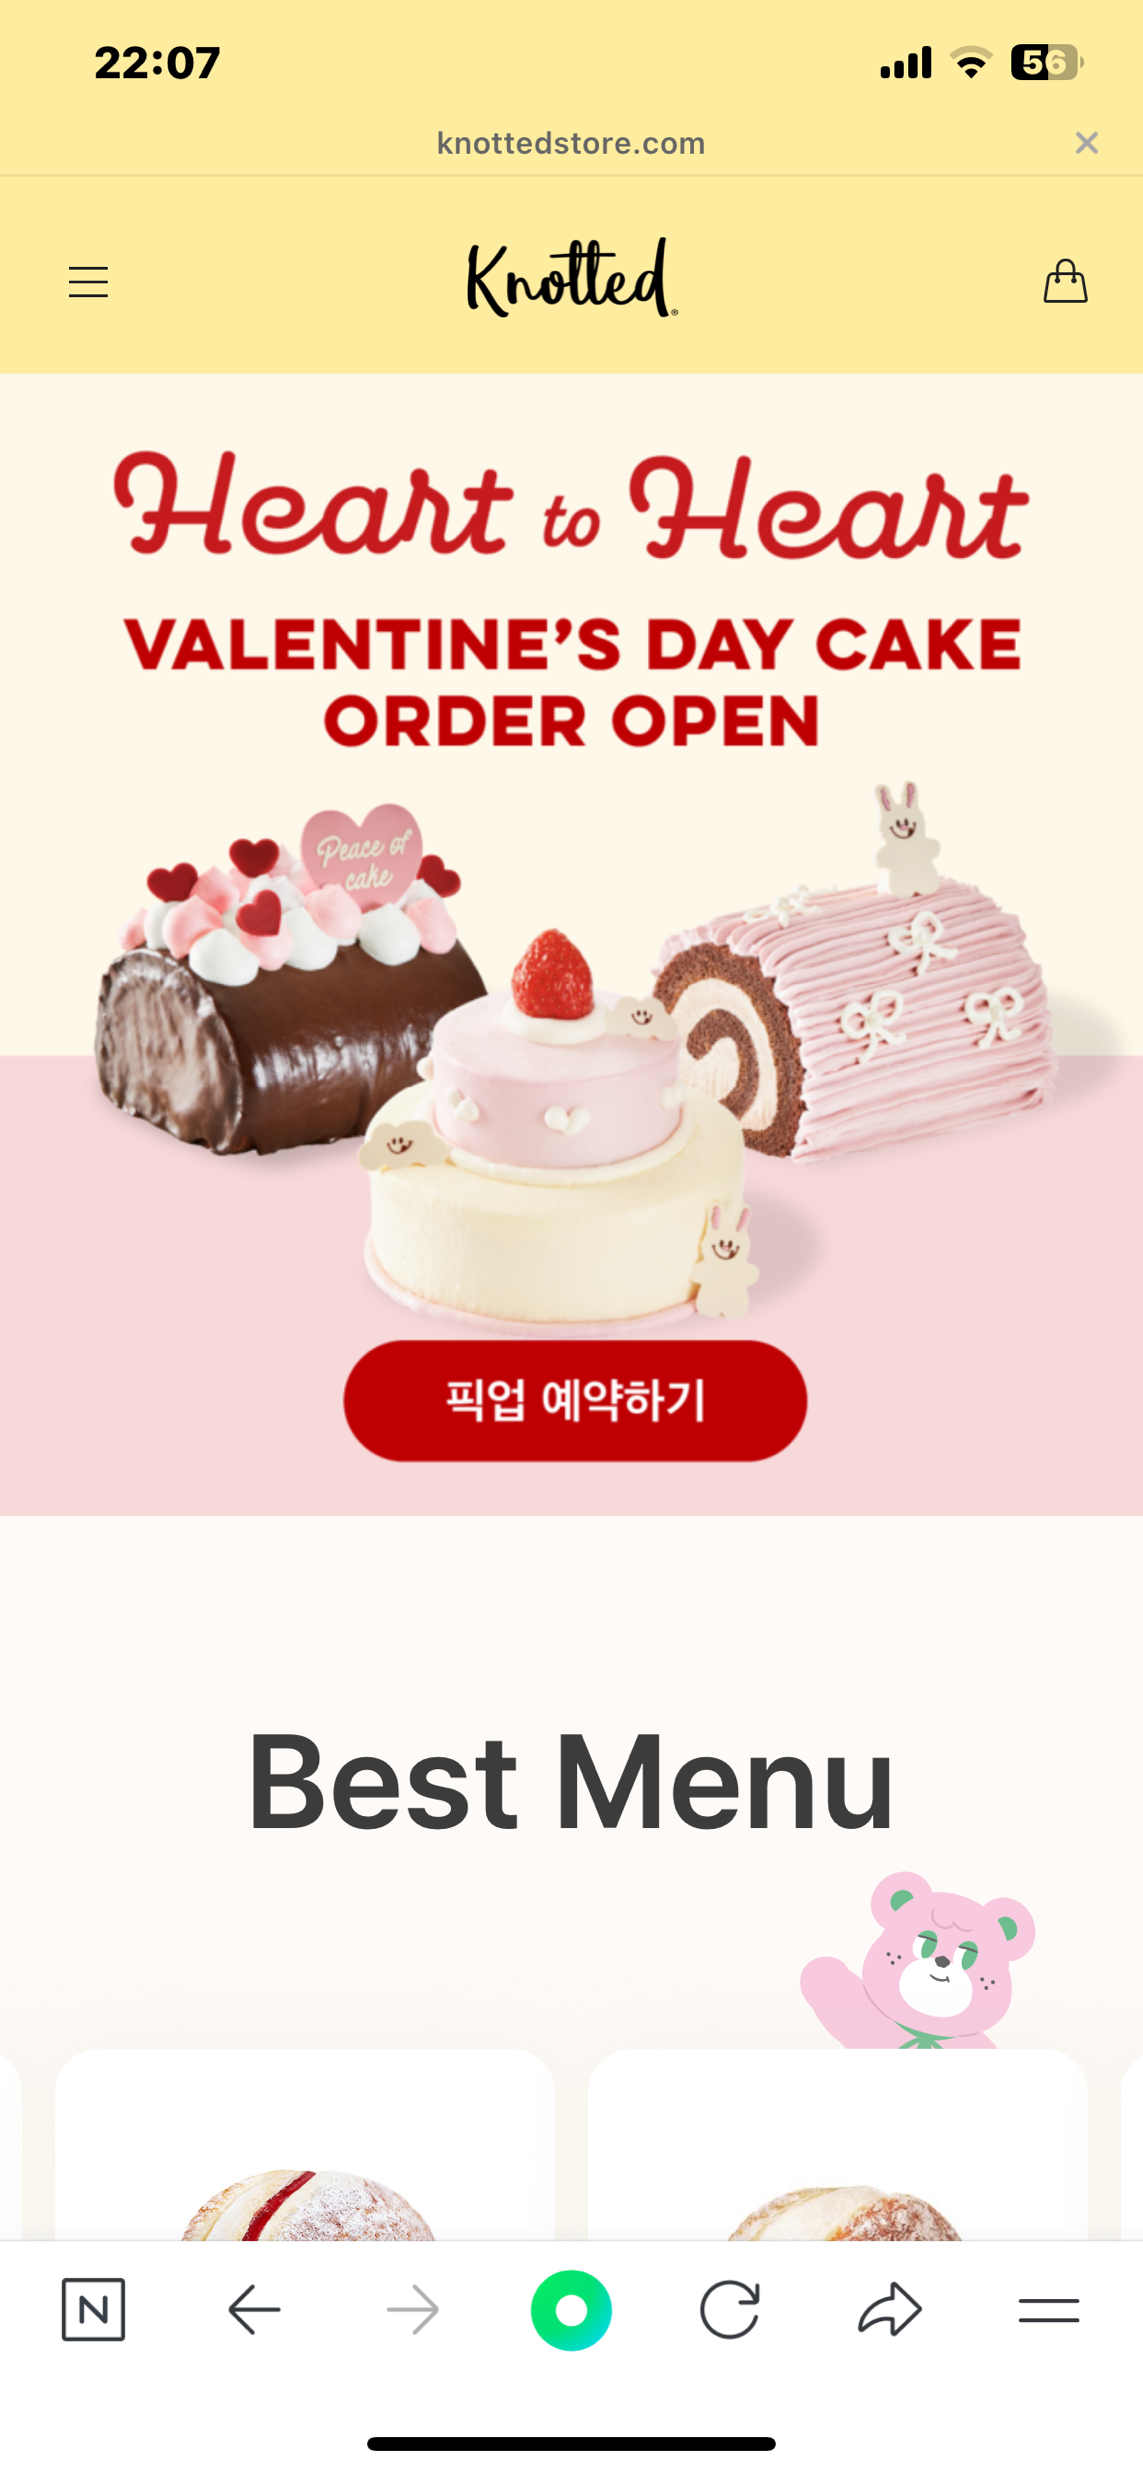 22:07
56
knottedstore.com
Knotted®
Heart to Heart
VALENTINE’S DAY CAKE
ORDER OPEN
Peace of
cake
픽업 예약하기
Best Menu
N